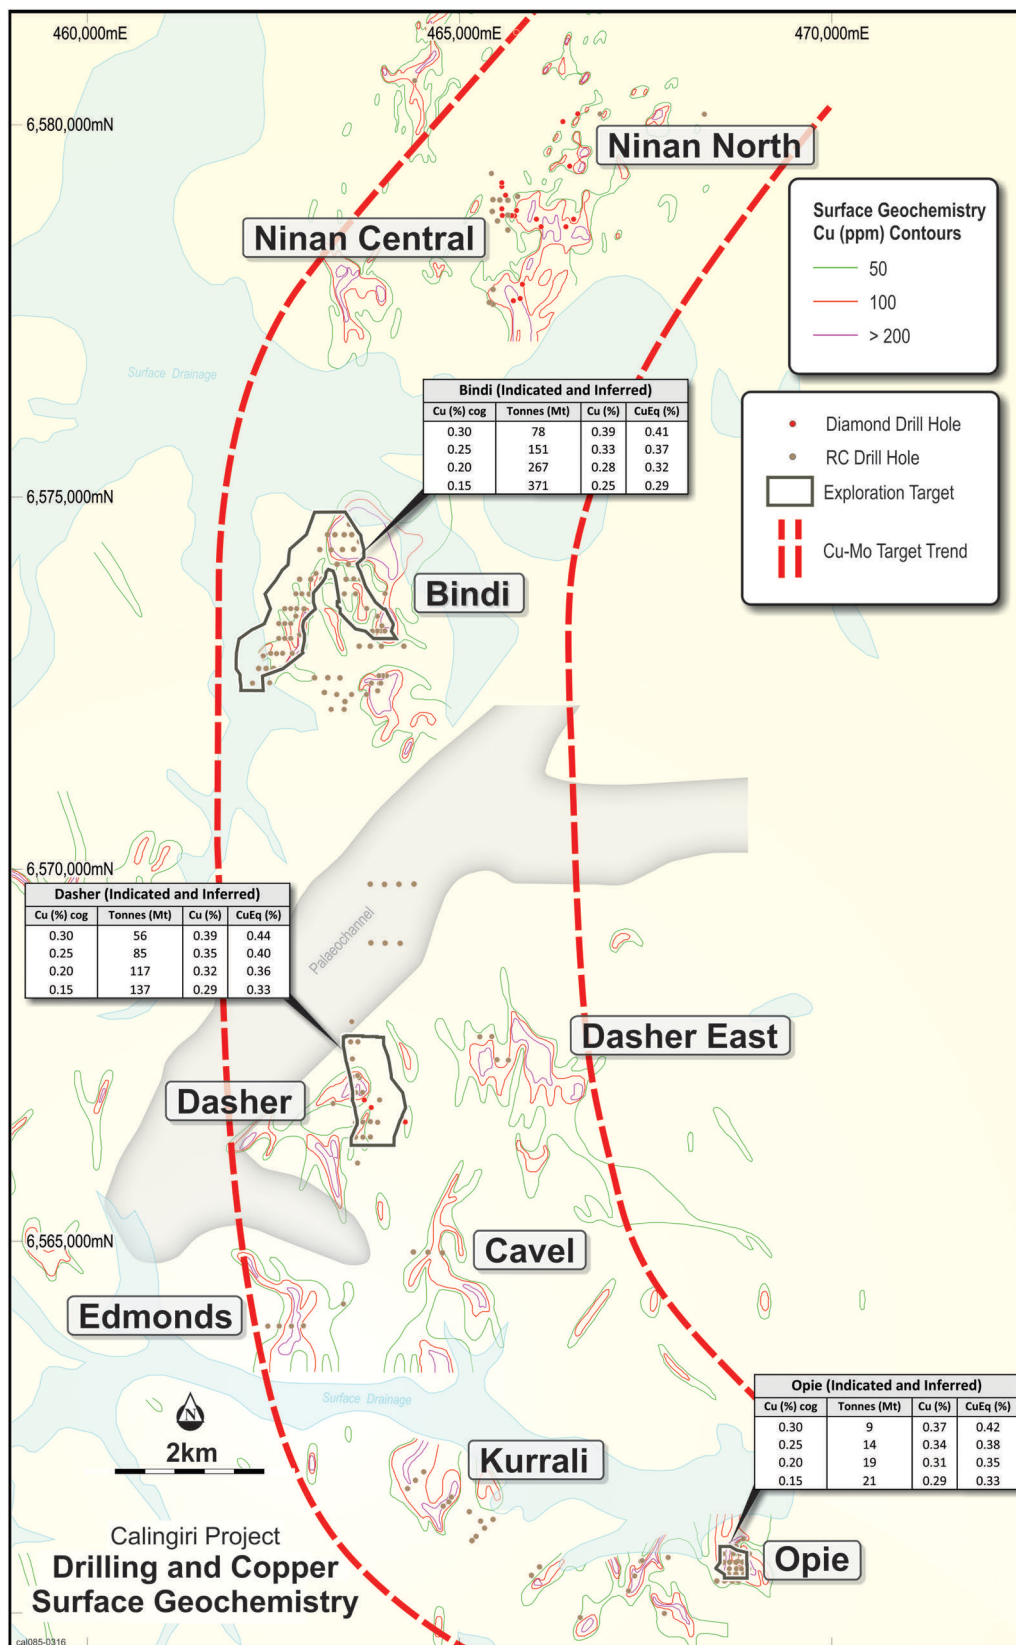 460,000mE 465,000mE 470,000mE
6,580,000mN
Ninan North
Surface Geochemistry
Cu (ppm) Contours
50
100
> 200
Ninan Central
Surface Drainage
Bindi (Indicated and Inferred)
Cu (%) cog Tonnes (Mt) Cu (%) CuEq (%)
0.30 78 0.39 0.41
0.25 151 0.33 0.37
0.20 267 0.28 0.32
0.15 371 0.25 0.29
Diamond Drill Hole
RC Drill Hole
Exploration Target
Cu-Mo Target Trend
6,575,000mN
Bindi
6,570,000mN
Dasher (Indicated and Inferred)
Cu (%) cog Tonnes (Mt) Cu (%) CuEq (%)
0.30 56 0.39 0.44
0.25 85 0.35 0.40
0.20 117 0.32 0.36
0.15 137 0.29 0.33
Palaeochannel
Dasher East
Dasher
6,565,000mN
Cavel
Edmonds
Surface Drainage
N
2km
Opie (Indicated and Inferred)
Cu (%) cog Tonnes (Mt) Cu (%) CuEq (%)
0.30 9 0.37 0.42
0.25 14 0.34 0.38
0.20 19 0.31 0.35
0.15 21 0.29 0.33
Kurrali
Opie
Calingiri Project
Drilling and Copper
Surface Geochemistry
cal085-0316